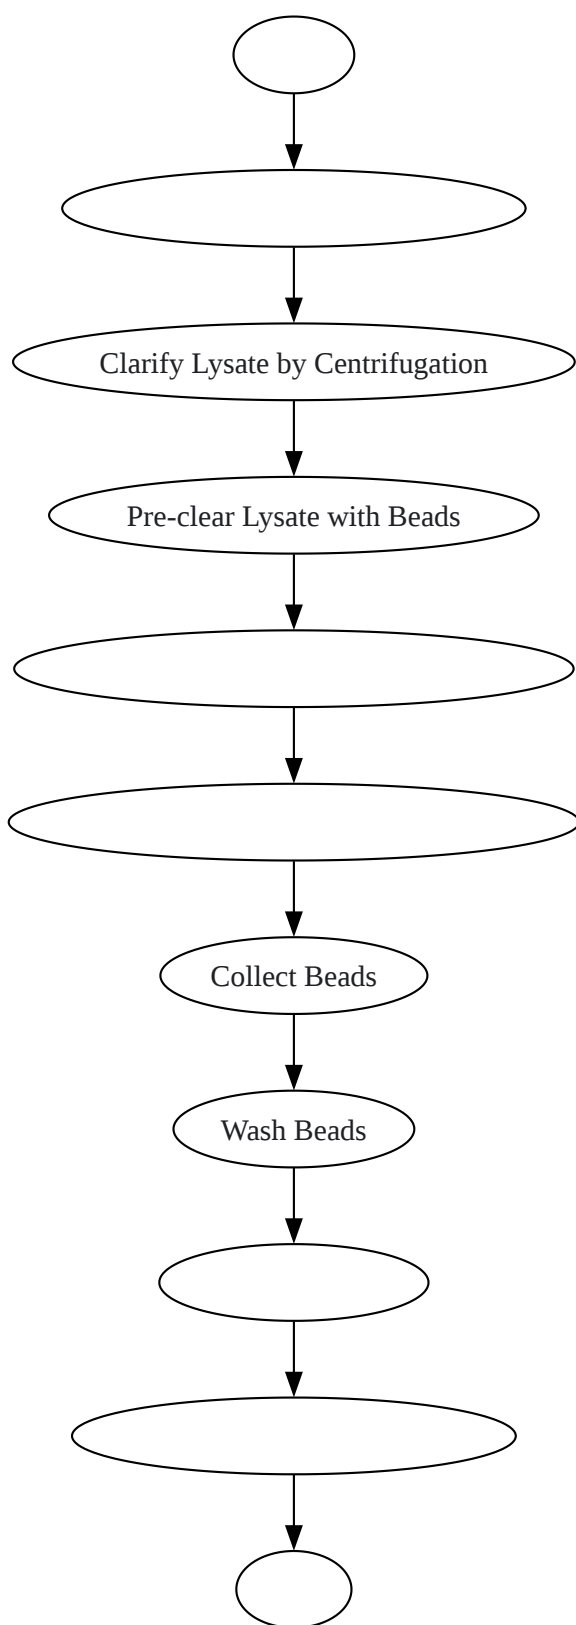 Clarify Lysate by Centrifugation
Pre-clear Lysate with Beads
Collect Beads
Wash Beads